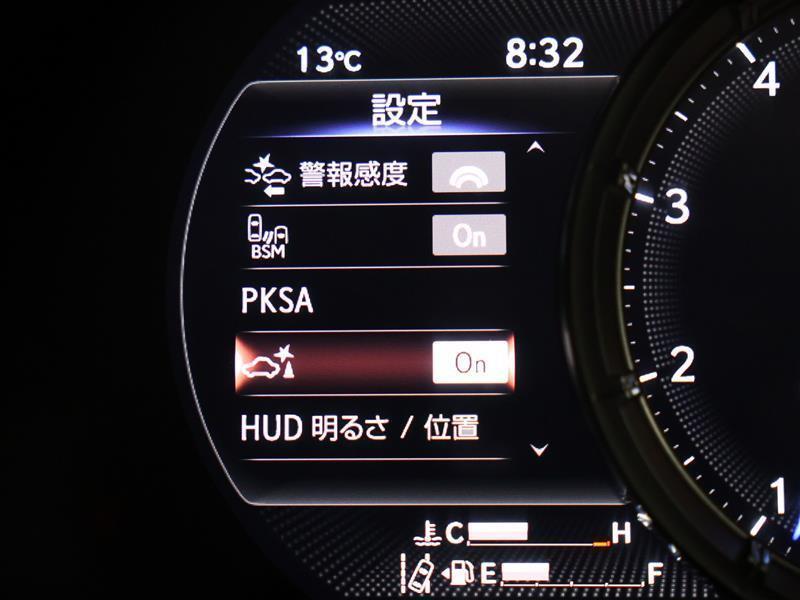 13℃ 8:32
設定
警報感度
BSM On
PKSA
On
HUD 明るさ / 位置
4
3
2
1
C H
E F